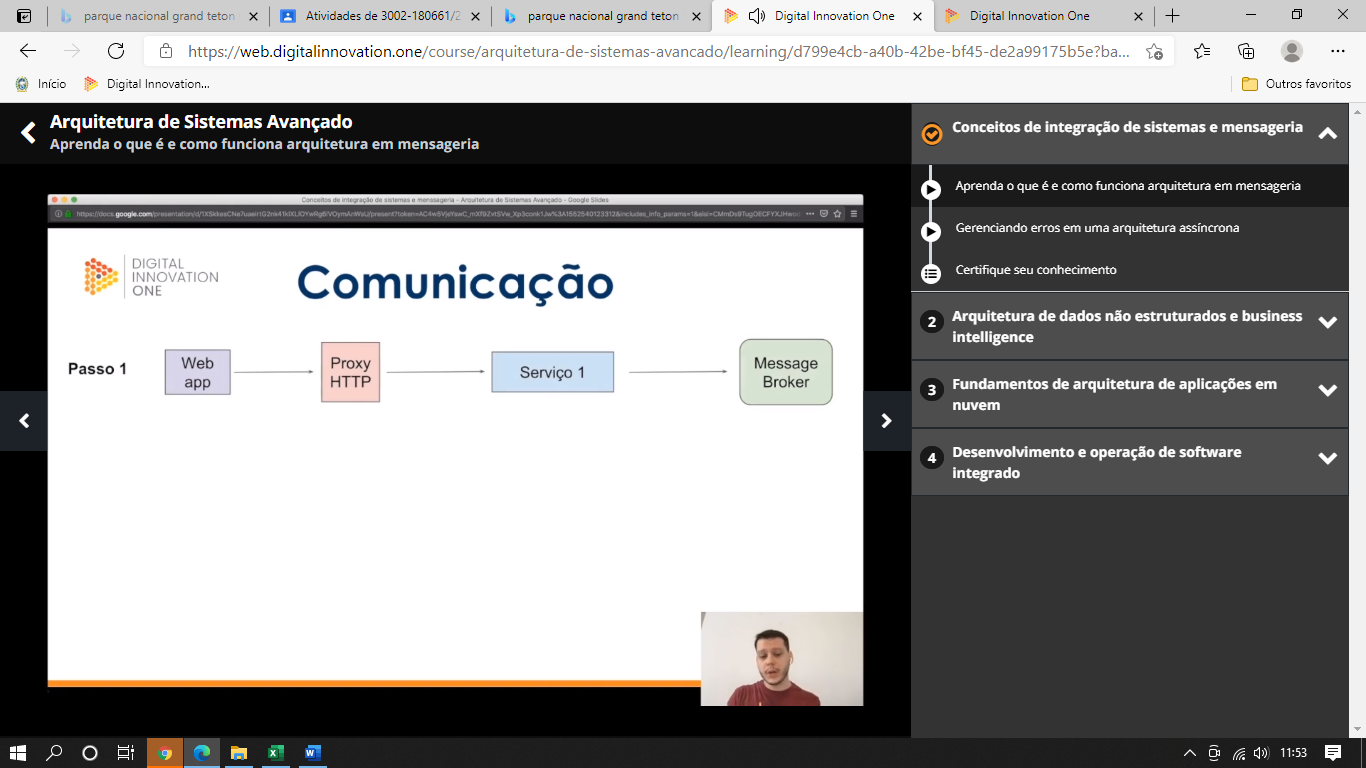 parque nacional grand teton
Atividades de 3002-180661/2
parque nacional grand teton
Digital Innovation One
Digital Innovation One
https://web.digitalinnovation.one/course/arquitetura-de-sistemas-avancado/learning/d799e4cb-a40b-42be-bf45-de2a99175b5e?ba...
Início
Digital Innovation...
Outros favoritos
Arquitetura de Sistemas Avançado
Aprenda o que é e como funciona arquitetura em mensageria
Conceitos de integração de sistemas e mensageria - Arquitetura de Sistemas Avançado - Google Slides
DIGITAL
INNOVATION
ONE
Comunicação
Passo 1
Web
app
Proxy
HTTP
Serviço 1
Message
Broker
Conceitos de integração de sistemas e mensageria
Aprenda o que é e como funciona arquitetura em mensageria
Gerenciando erros em uma arquitetura assíncrona
Certifique seu conhecimento
2
Arquitetura de dados não estruturados e business
intelligence
3
Fundamentos de arquitetura de aplicações em
nuvem
4
Desenvolvimento e operação de software
integrado
11:53